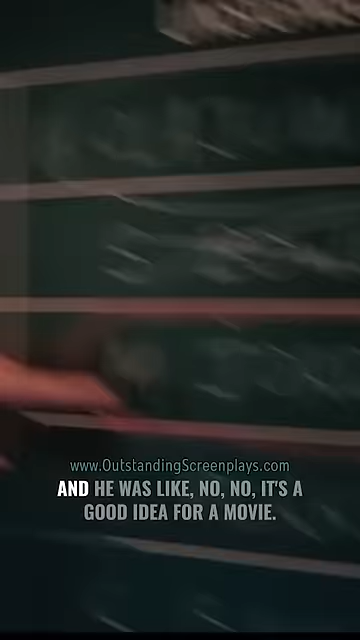 www.OutstandingScreenplays.com
AND HE WAS LIKE, NO, NO, IT'S A
GOOD IDEA FOR A MOVIE.